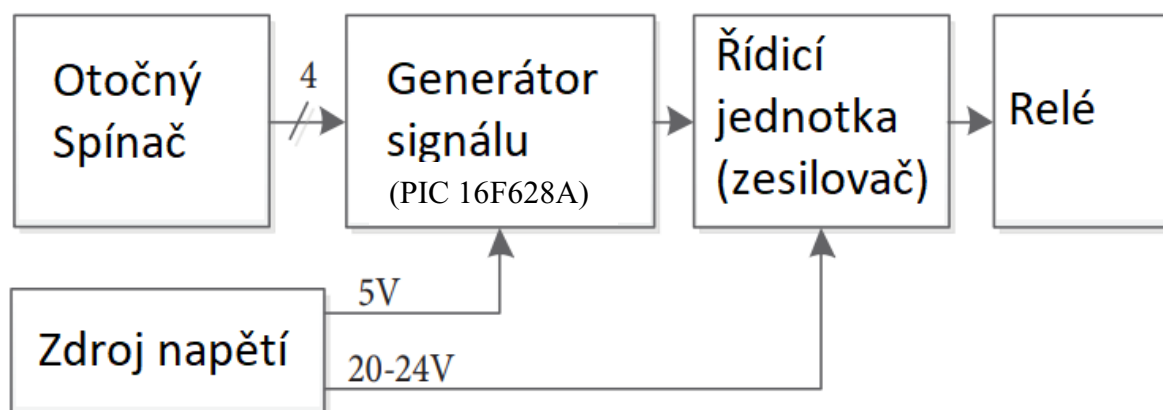 Otočný
Spínač
4
Generátor
signálu
(PIC 16F628A)
Řídicí
jednotka
(zesilovač)
Relé
Zdroj napětí
5V
20-24V